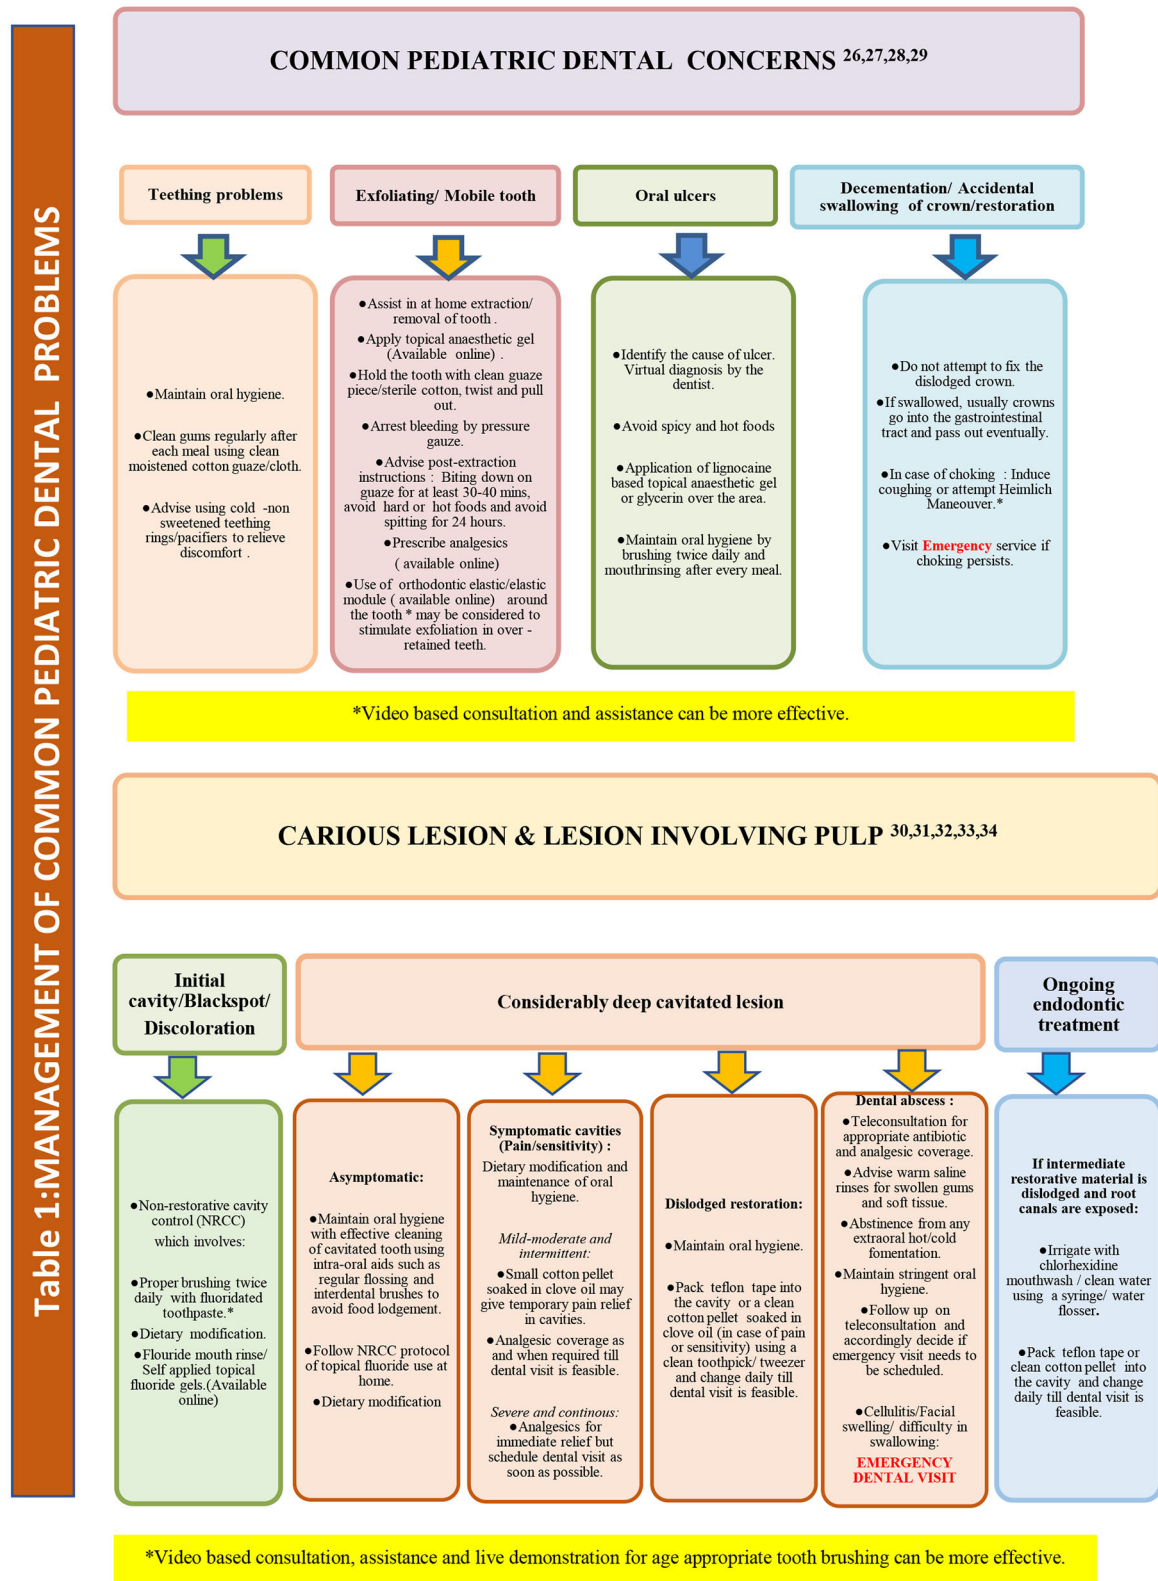 Table 1:MANAGEMENT OF COMMON PEDIATRIC DENTAL PROBLEMS
COMMON PEDIATRIC DENTAL CONCERNS 26,27,28,29
Teething problems
●Maintain oral hygiene.
●Clean gums regularly after
each meal using clean
moistened cotton guaze/cloth.
●Advise using cold -non
sweetened teething
rings/pacifiers to relieve
discomfort .
Exfoliating/ Mobile tooth
●Assist in at home extraction/
removal of tooth .
●Apply topical anaesthetic gel
(Available online) .
●Hold the tooth with clean guaze
piece/sterile cotton, twist and pull
out.
●Arrest bleeding by pressure
gauze.
●Advise post-extraction
instructions : Biting down on
guaze for at least 30-40 mins,
avoid hard or hot foods and avoid
spitting for 24 hours.
●Prescribe analgesics
( available online)
●Use of orthodontic elastic/elastic
module ( available online) around
the tooth * may be considered to
stimulate exfoliation in over -
retained teeth.
Oral ulcers
●Identify the cause of ulcer.
Virtual diagnosis by the
dentist.
●Avoid spicy and hot foods
●Application of lignocaine
based topical anaesthetic gel
or glycerin over the area.
●Maintain oral hygiene by
brushing twice daily and
mouthrinsing after every meal.
Decementation/ Accidental
swallowing of crown/restoration
●Do not attempt to fix the
dislodged crown.
●If swallowed, usually crowns
go into the gastrointestinal
tract and pass out eventually.
●In case of choking : Induce
coughing or attempt Heimlich
Maneouver.*
●Visit Emergency service if
choking persists.
*Video based consultation and assistance can be more effective.
CARIOUS LESION & LESION INVOLVING PULP 30,31,32,33,34
Initial
cavity/Blackspot/
Discoloration
●Non-restorative cavity
control (NRCC)
which involves:
●Proper brushing twice
daily with fluoridated
toothpaste.*
●Dietary modification.
●Flouride mouth rinse/
Self applied topical
fluoride gels.(Available
online)
Considerably deep cavitated lesion
Asymptomatic:
●Maintain oral hygiene
with effective cleaning
of cavitated tooth using
intra-oral aids such as
regular flossing and
interdental brushes to
avoid food lodgement.
●Follow NRCC protocol
of topical fluoride use at
home.
●Dietary modification
Symptomatic cavities
(Pain/sensitivity) :
Dietary modification and
maintenance of oral
hygiene.
Mild-moderate and
intermittent:
●Small cotton pellet
soaked in clove oil may
give temporary pain relief
in cavities.
●Analgesic coverage as
and when required till
dental visit is feasible.
Severe and continous:
●Analgesics for
immediate relief but
schedule dental visit as
soon as possible.
Dislodged restoration:
●Maintain oral hygiene.
●Pack teflon tape into
the cavity or a clean
cotton pellet soaked in
clove oil (in case of pain
or sensitivity) using a
clean toothpick/ tweezer
and change daily till
dental visit is feasible.
Dental abscess :
●Teleconsultation for
appropriate antibiotic
and analgesic coverage.
●Advise warm saline
rinses for swollen gums
and soft tissue.
●Abstinence from any
extraoral hot/cold
fomentation.
●Maintain stringent oral
hygiene.
●Follow up on
teleconsultation and
accordingly decide if
emergency visit needs to
be scheduled.
●Cellulitis/Facial
swelling/ difficulty in
swallowing:
EMERGENCY
DENTAL VISIT
Ongoing
endodontic
treatment
If intermediate
restorative material is
dislodged and root
canals are exposed:
●Irrigate with
chlorhexidine
mouthwash / clean water
using a syringe/ water
flosser.
●Pack teflon tape or
clean cotton pellet into
the cavity and change
daily till dental visit is
feasible.
*Video based consultation, assistance and live demonstration for age appropriate tooth brushing can be more effective.